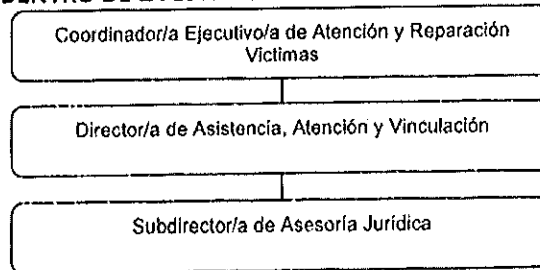 Coordinador/a Ejecutivo/a de Atención y Reparación
Victimas
Director/a de Asistencia, Atención y Vinculación
Subdirector/a de Asesoría Jurídica